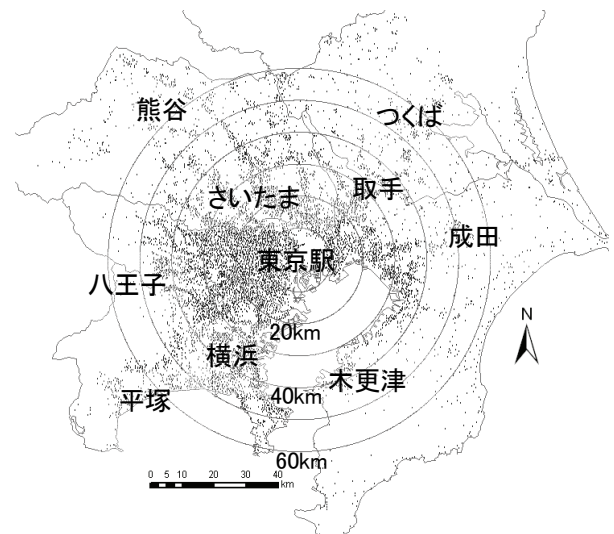 熊谷
つくば
さいたま
取手
成田
東京駅
八王子
20km
N
横浜
木更津
平塚
40km
60km
0 5 10 20 30 40
km